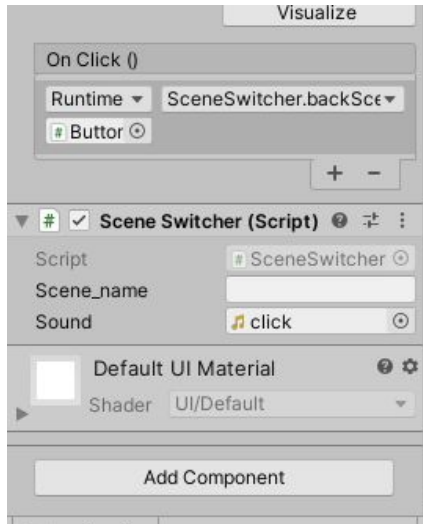 Visualize
On Click ()
Runtime SceneSwitcher.backSce
# Buttor
# Scene Switcher (Script)
Script # SceneSwitcher
Scene_name
Sound click
Default UI Material
Shader UI/Default
Add Component